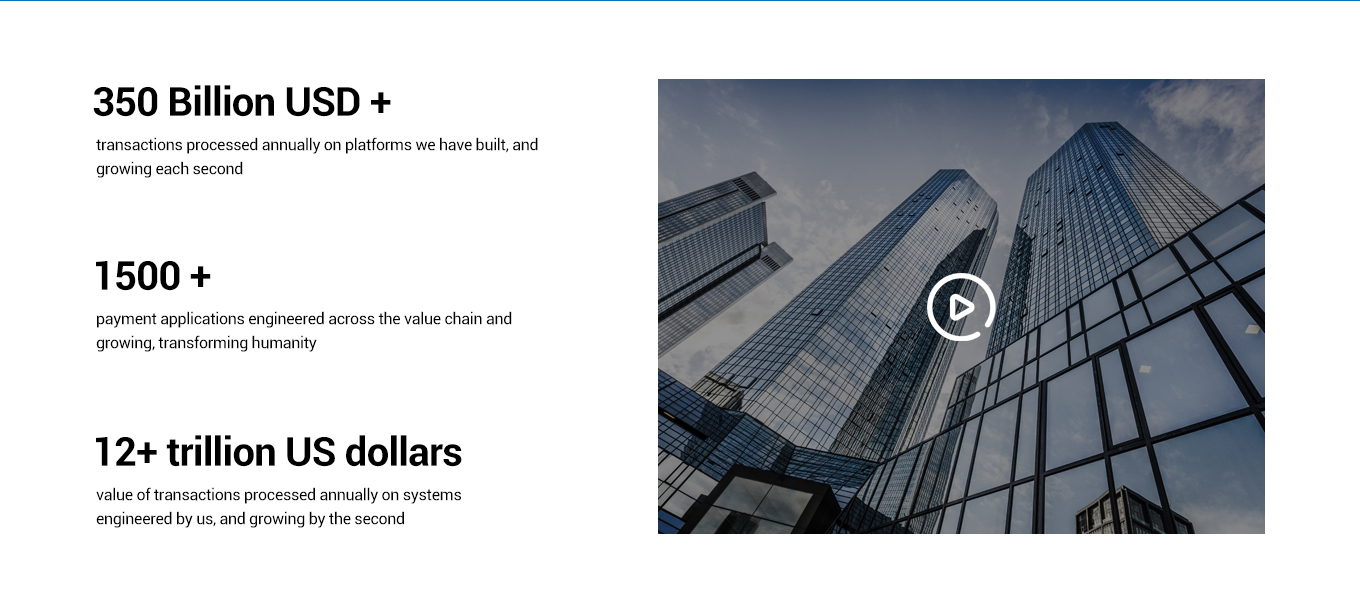 350 Billion USD +
transactions processed annually on platforms we have built, and
growing each second
1500 +
payment applications engineered across the value chain and
growing, transforming humanity
12+ trillion US dollars
value of transactions processed annually on systems
engineered by us, and growing by the second